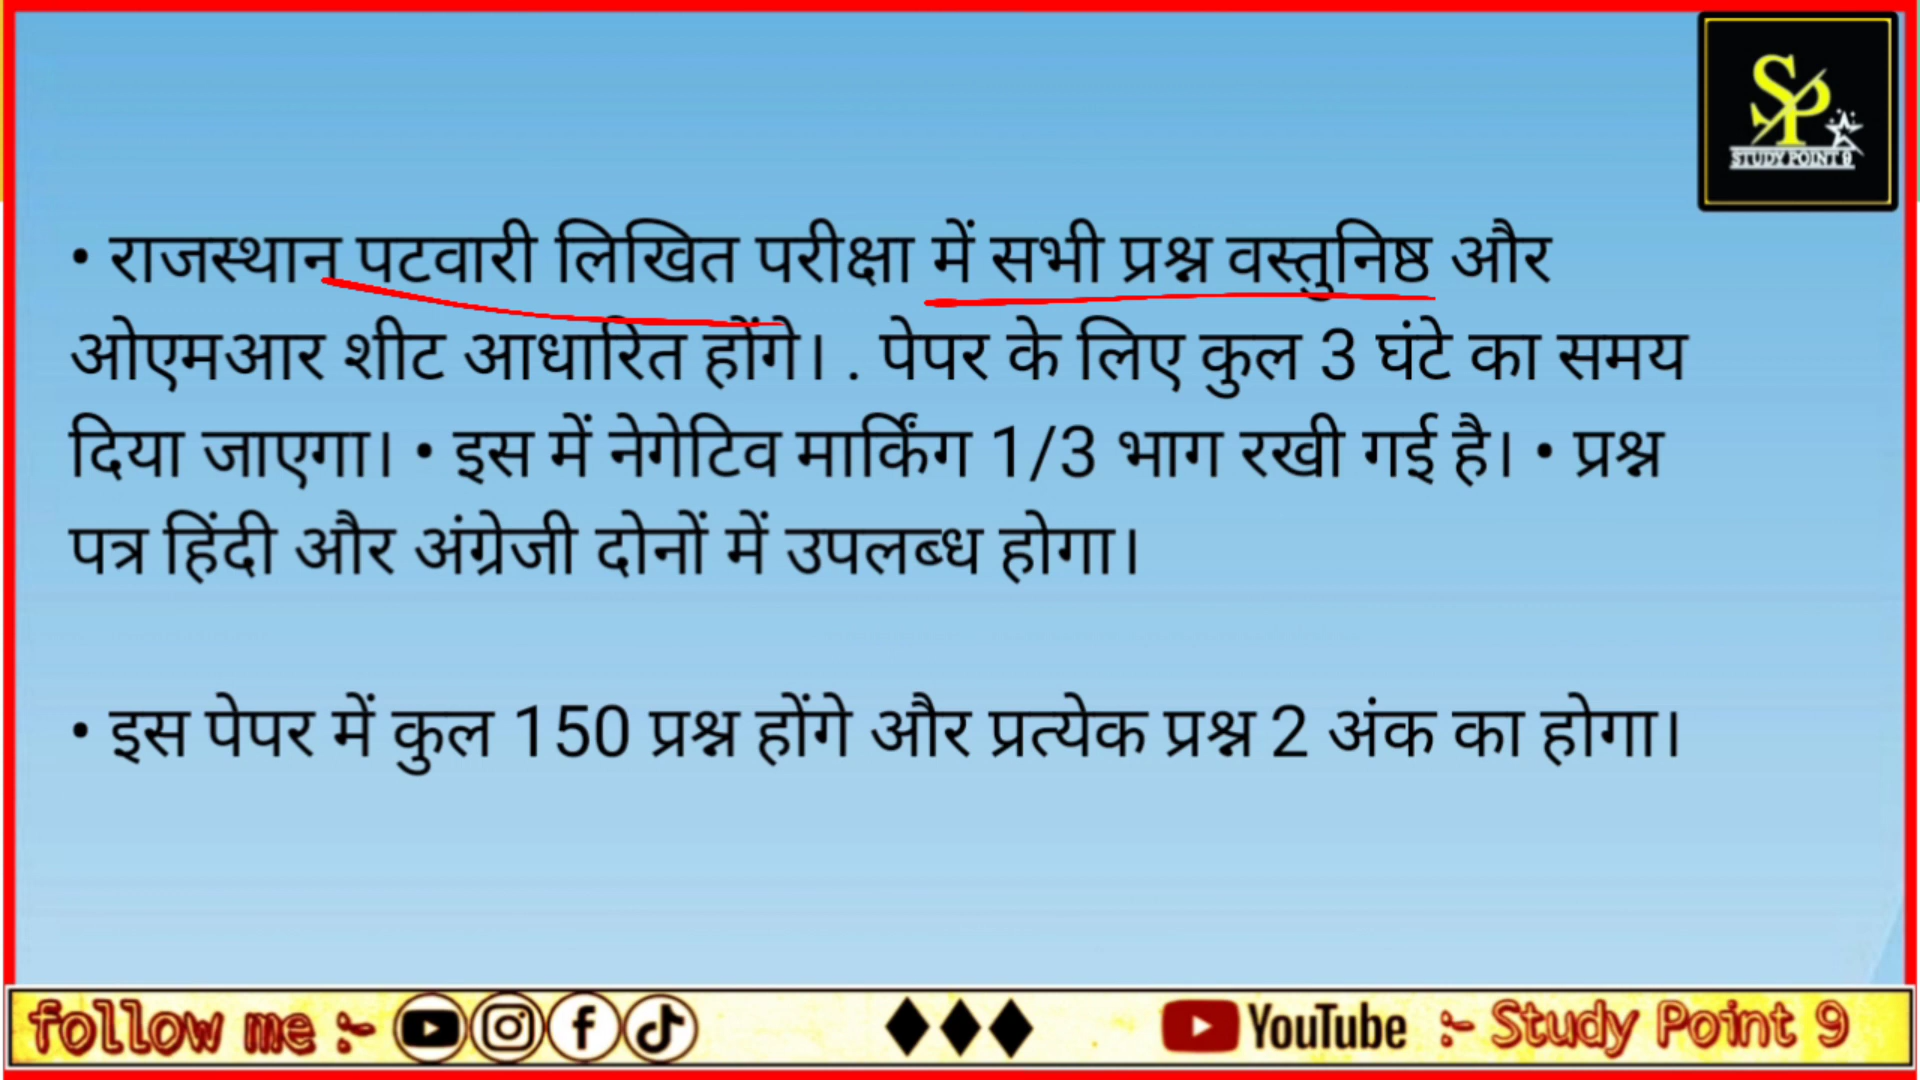 SP
STUDY POINT 9
• राजस्थान पटवारी लिखित परीक्षा में सभी प्रश्न वस्तुनिष्ठ और
ओएमआर शीट आधारित होंगे। . पेपर के लिए कुल 3 घंटे का समय
दिया जाएगा। • इस में नेगेटिव मार्किंग 1/3 भाग रखी गई है। • प्रश्न
पत्र हिंदी और अंग्रेजी दोनों में उपलब्ध होगा।
• इस पेपर में कुल 150 प्रश्न होंगे और प्रत्येक प्रश्न 2 अंक का होगा।
follow me :- YouTube :- Study Point 9